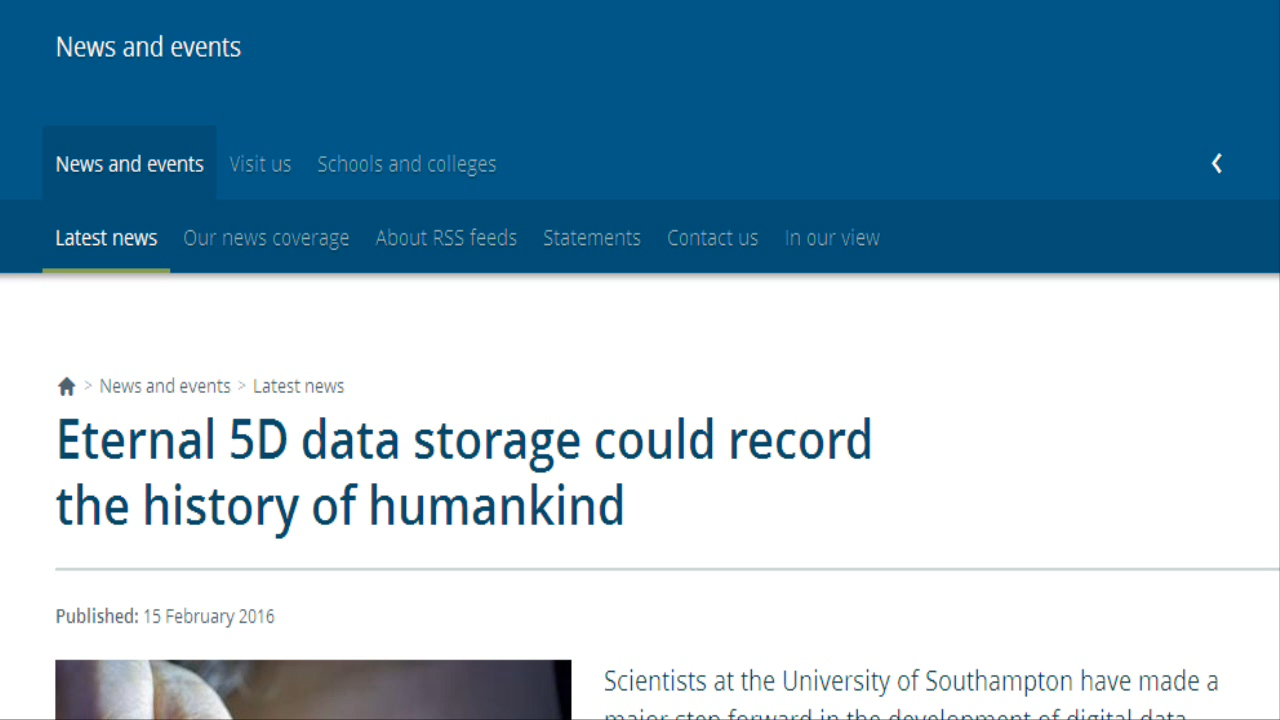 News and events
News and events Visit us Schools and colleges
Latest news Our news coverage About RSS feeds Statements Contact us In our view
> News and events > Latest news
Eternal 5D data storage could record
the history of humankind
Published: 15 February 2016
Scientists at the University of Southampton have made a
major step forward in the development of digital data